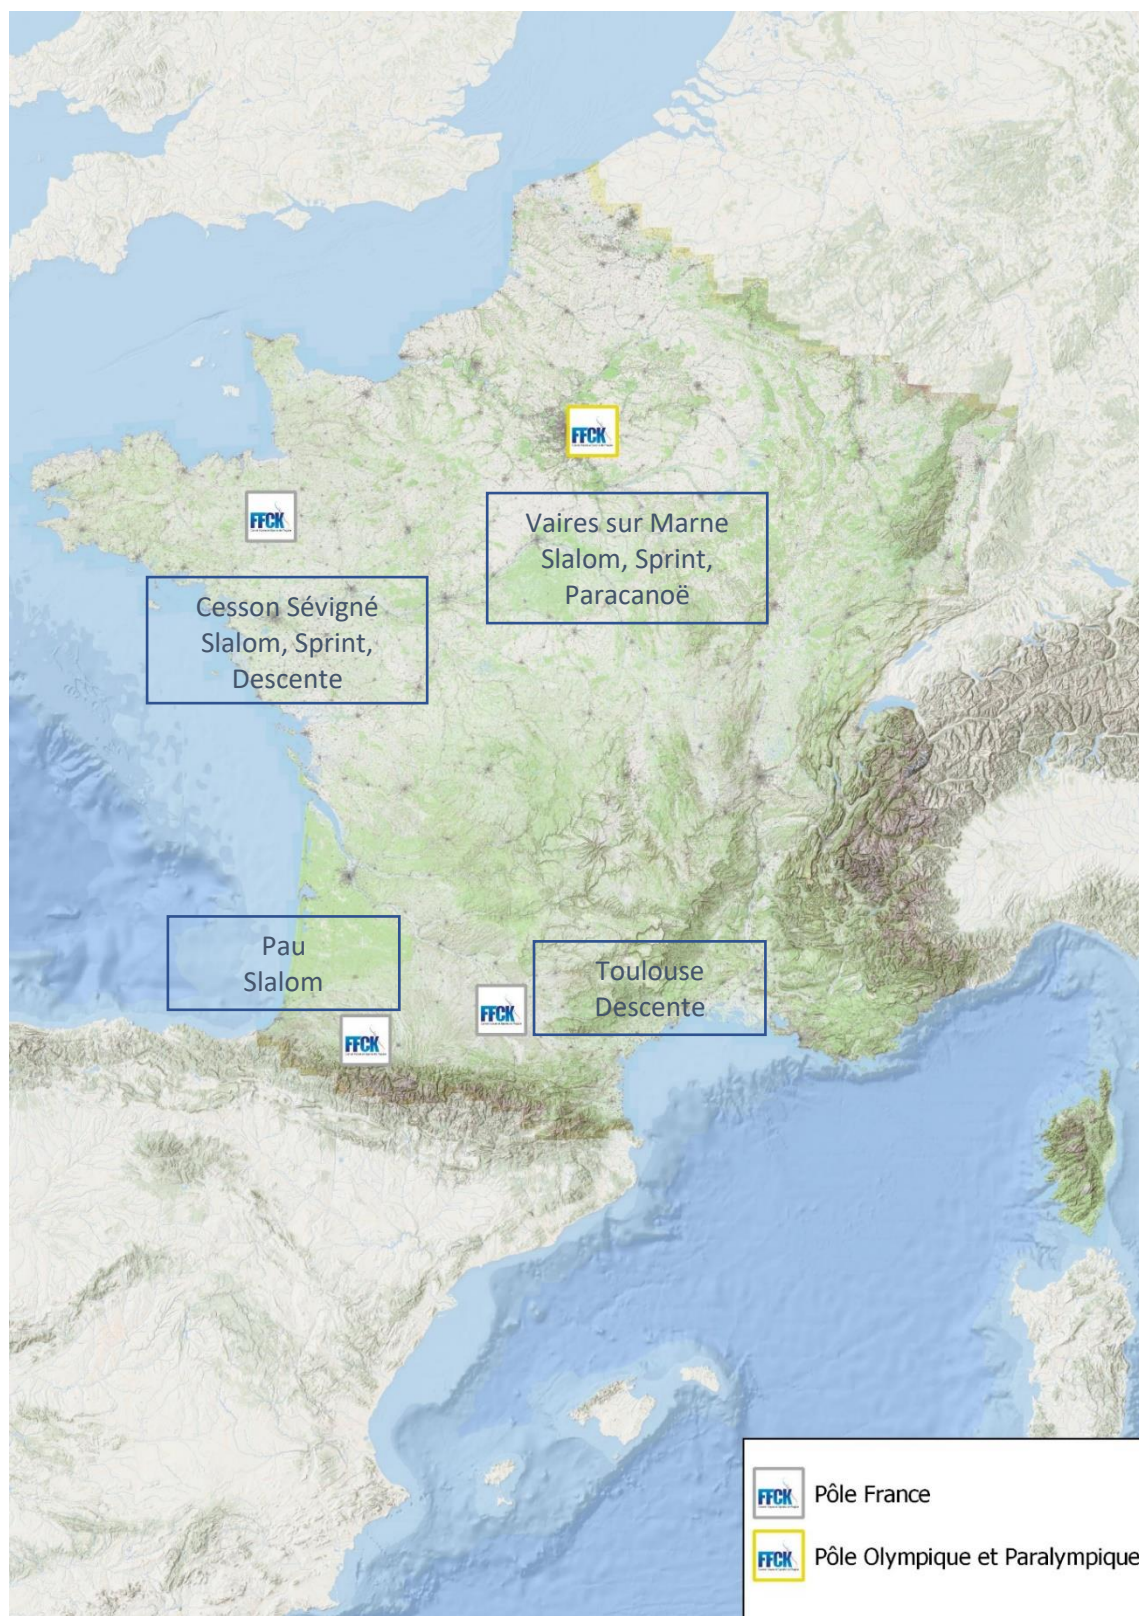 FFCK
FFCK
Vaires sur Marne
Slalom, Sprint,
Paracanoë
Cesson Sévigné
Slalom, Sprint,
Descente
Pau
Slalom
Toulouse
Descente
FFCK
FFCK
FFCK
Pôle France
FFCK
Pôle Olympique et Paralympique